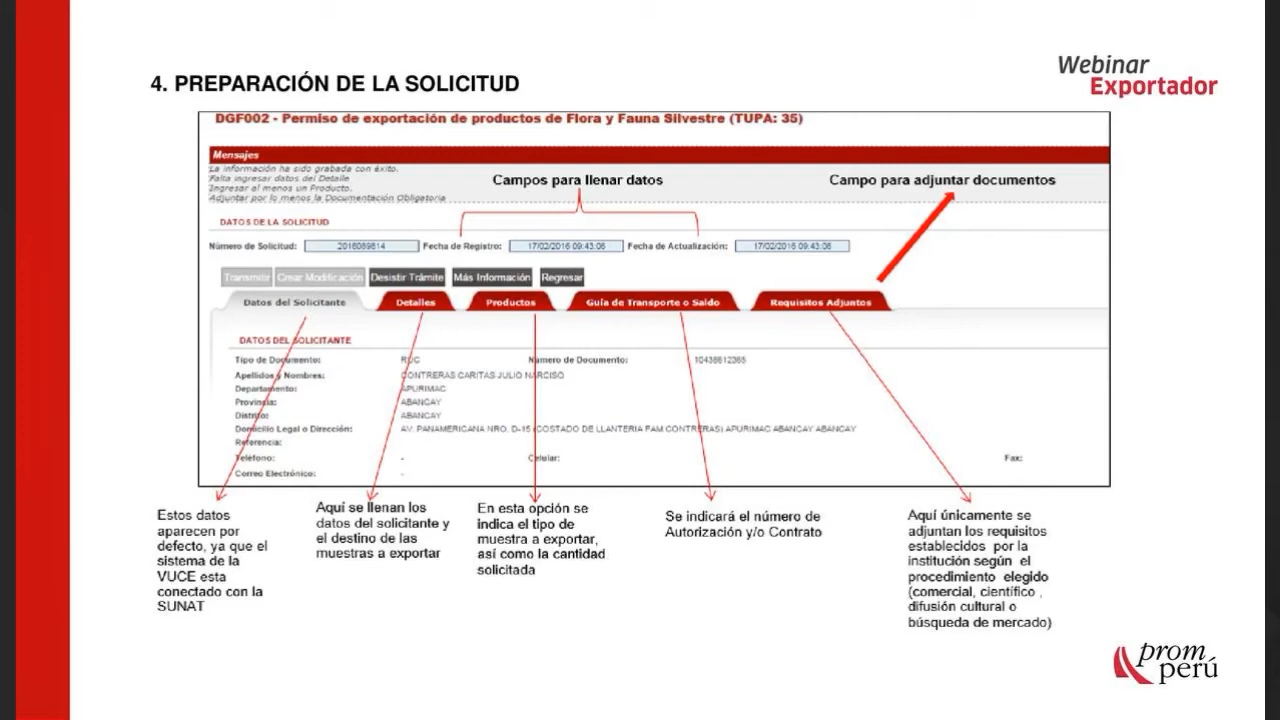 Webinar
Exportador
4. PREPARACIÓN DE LA SOLICITUD
DGF002 - Permiso de exportación de productos de Flora y Fauna Silvestre (TUPA: 35)
Mensajes
La información ha sido grabada con éxito.
Falta ingresar datos del Detalle
Ingresar al menos un Producto.
Adjuntar por lo menos la Documentación Obligatoria
Campos para llenar datos
Campo para adjuntar documentos
DATOS DE LA SOLICITUD
Número de Solicitud: 2016089814 Fecha de Registro: 17/02/2016 09:43:06 Fecha de Actualización: 17/02/2016 09:43:06
Transmitir Crear Modificación Desistir Trámite Más Información Regresar
Datos del Solicitante Detalles Productos Guía de Transporte o Saldo Requisitos Adjuntos
DATOS DEL SOLICITANTE
Tipo de Documento: RUC Número de Documento: 10438612365
Apellidos y Nombres: CONTRERAS CARITAS JULIO NARCISO
Departamento: APURIMAC
Provincia: ABANCAY
Distrito: ABANCAY
Domicilio Legal o Dirección: AV. PANAMERICANA NRO. D-15 (COSTADO DE LLANTERIA FAM CONTRERAS) APURIMAC ABANCAY ABANCAY
Referencia:
Teléfono: - Celular: Fax:
Correo Electrónico: -
Estos datos
aparecen por
defecto, ya que el
sistema de la
VUCE esta
conectado con la
SUNAT
Aquí se llenan los
datos del solicitante y
el destino de las
muestras a exportar
En esta opción se
indica el tipo de
muestra a exportar,
así como la cantidad
solicitada
Se indicará el número de
Autorización y/o Contrato
Aquí únicamente se
adjuntan los requisitos
establecidos por la
institución según el
procedimiento elegido
(comercial, científico ,
difusión cultural o
búsqueda de mercado)
prom
perú